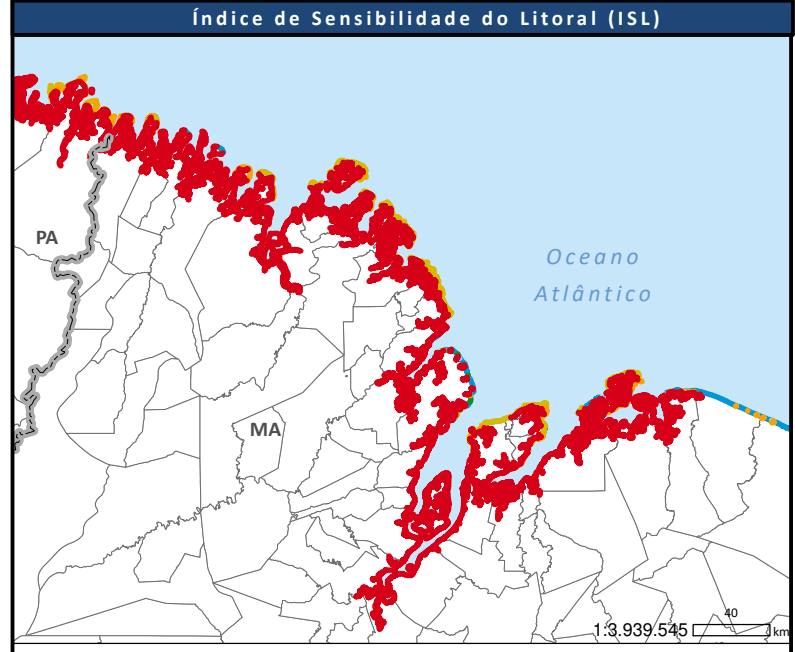 Índice de Sensibilidade do Litoral (ISL)
PA
Oceano
Atlântico
MA
40
1:3.939.545 km